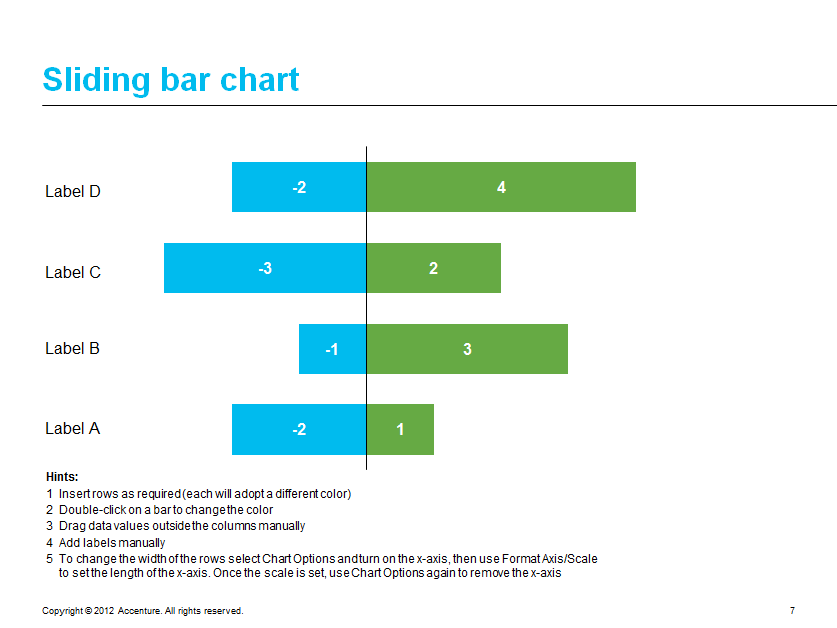 Sliding bar chart
Label D
-2
4
Label C
-3
2
Label B
-1
3
Label A
-2
1
Hints:
1 Insert rows as required (each will adopt a different color)
2 Double-click on a bar to change the color
3 Drag data values outside the columns manually
4 Add labels manually
5 To change the width of the rows select Chart Options and turn on the x-axis, then use Format Axis/Scale
to set the length of the x-axis. Once the scale is set, use Chart Options again to remove the x-axis
Copyright © 2012 Accenture. All rights reserved.
7